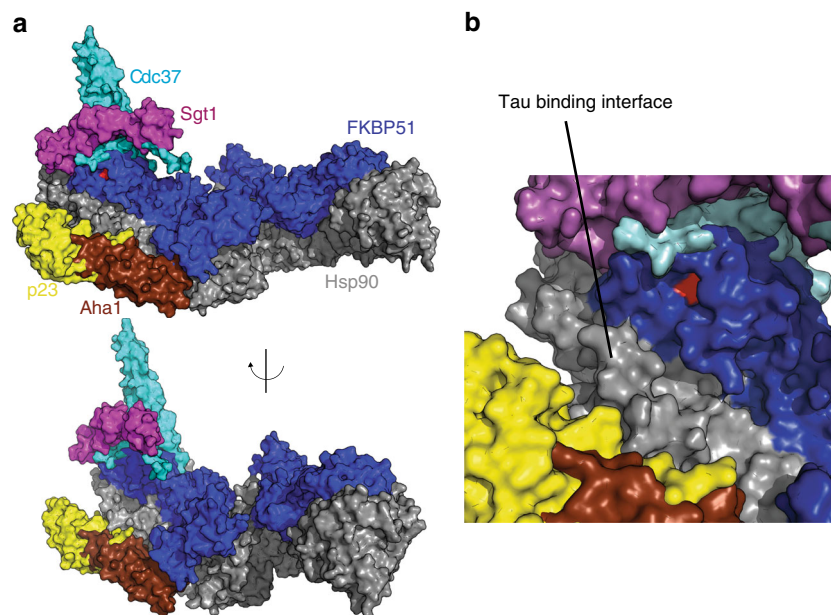 a
Cdc37
Sgt1
FKBP51
p23
Aha1
Hsp90
b
Tau binding interface